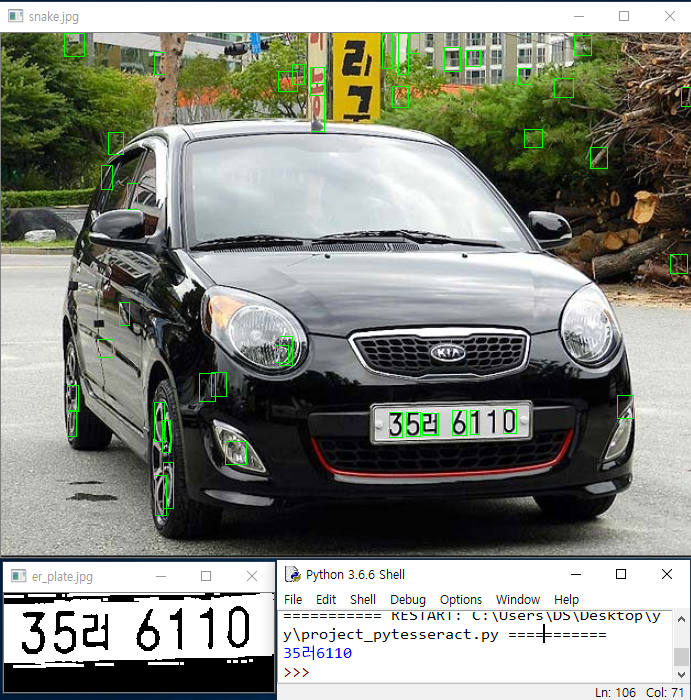 snake.jpg
리
KIA
35러 6110
er_plate.jpg
35러 6110
Python 3.6.6 Shell
File Edit Shell Debug Options Window Help
=========== RESTART: C:\Users\DS\Desktop\y
y\project_pytesseract.py ===========
35러6110
>>>
Ln: 106 Col: 71